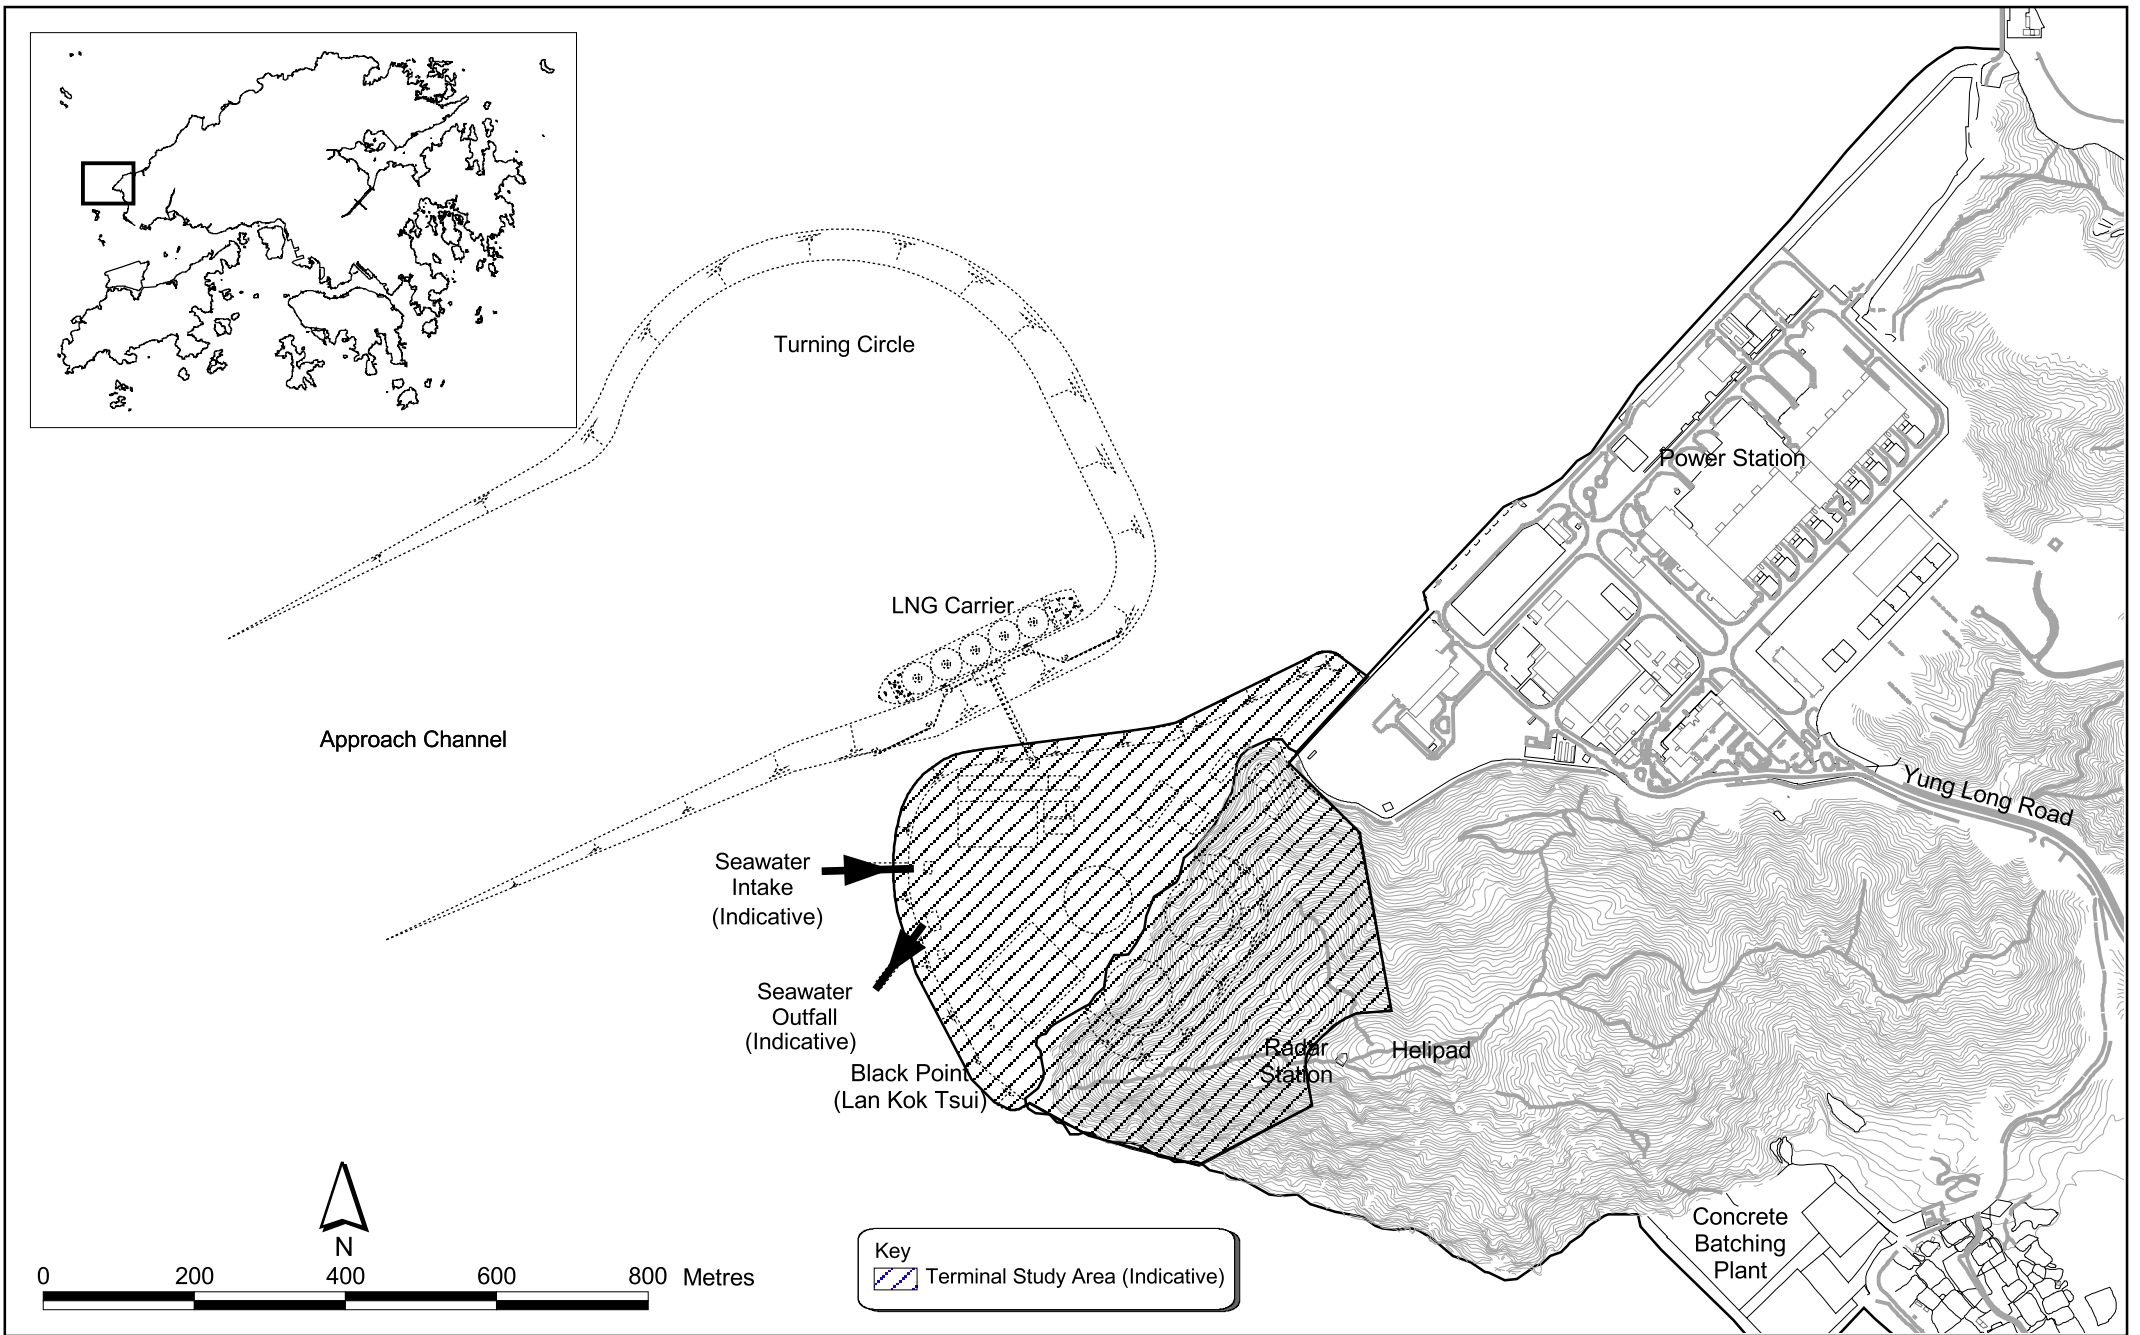 Turning Circle
Power Station
LNG Carrier
Approach Channel
Yung Long Road
Seawater
Intake
(Indicative)
Seawater
Outfall
(Indicative)
Radar
Station
Helipad
Black Point
(Lan Kok Tsui)
Concrete
Batching
Plant
N
0 200 400 600 800 Metres
Key
Terminal Study Area (Indicative)